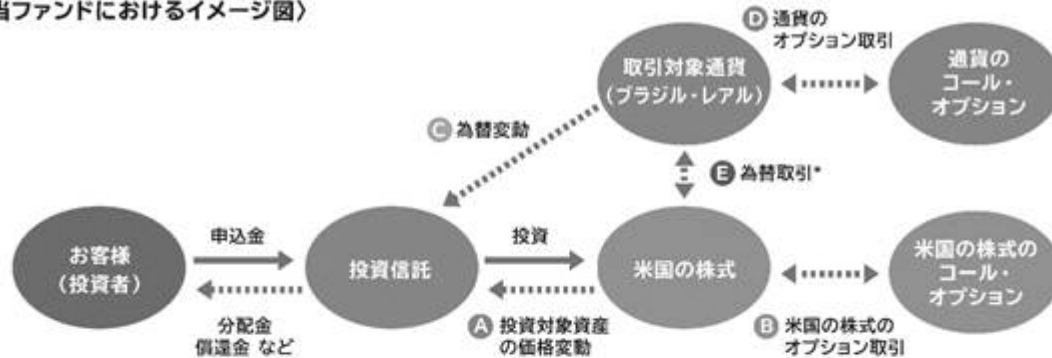 当ファンドにおけるイメージ図〉
D 通貨の
オプション取引
取引対象通貨
(ブラジル・レアル)
通貨の
コール・
オプション
C 為替変動
E 為替取引*
お客様
(投資者)
申込金
分配金
償還金 など
投資信託
投資
A 投資対象資産
の価格変動
米国の株式
B 米国の株式の
オプション取引
米国の株式の
コール・
オプション